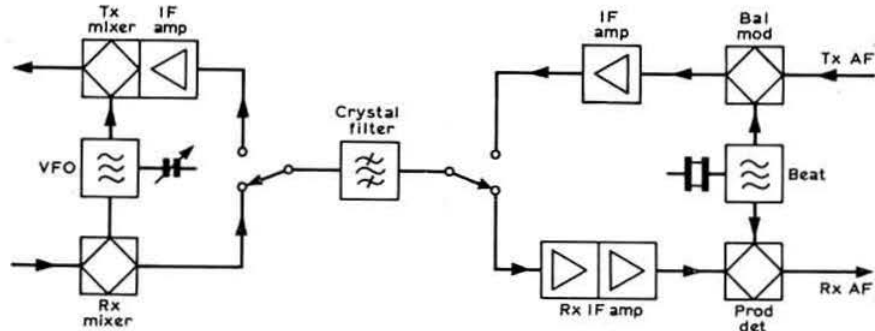 Tx
mixer
IF
amp
IF
amp
Bal
mod
Tx AF
Crystal
filter
VFO
Beat
Rx
mixer
Rx IF amp
Prod
det
Rx AF